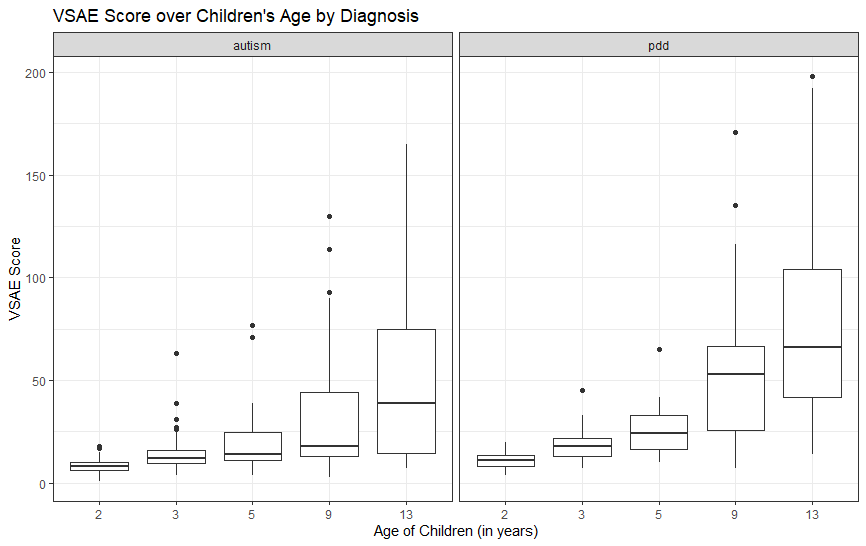 VSAE Score over Children's Age by Diagnosis
autism
pdd
VSAE Score
200
150
100
50
0
2 3 5 9 13
2 3 5 9 13
Age of Children (in years)